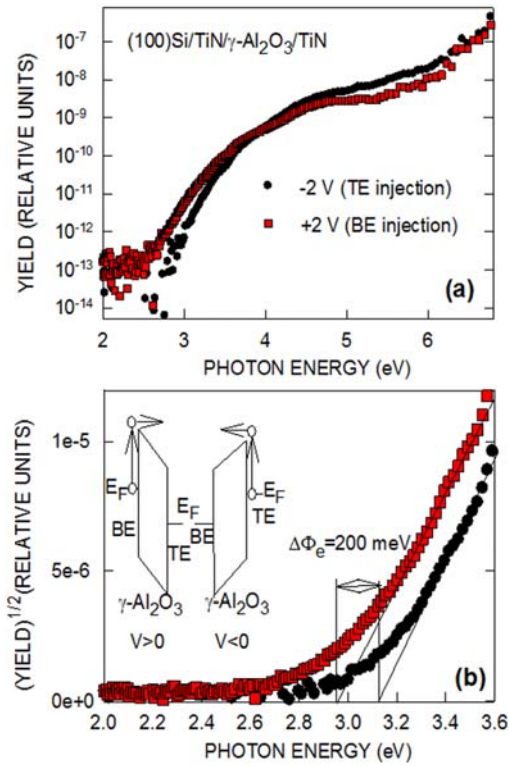 (a)
(100)Si/TiN/γ-Al2O3/TiN
YIELD (RELATIVE UNITS)
10-7
10-8
10-9
10-10
10-11
10-12
10-13
10-14
-2 V (TE injection)
+2 V (BE injection)
(a)
2 3 4 5 6
PHOTON ENERGY (eV)
(b)
(YIELD)1/2(RELATIVE UNITS)
1e-5
5e-6
0e+0
EF
BE
EF
TE
BE
EF
TE
γ-Al2O3 γ-Al2O3
V>0 V<0
ΔΦe=200 meV
(b)
2.0 2.2 2.4 2.6 2.8 3.0 3.2 3.4 3.6
PHOTON ENERGY (eV)